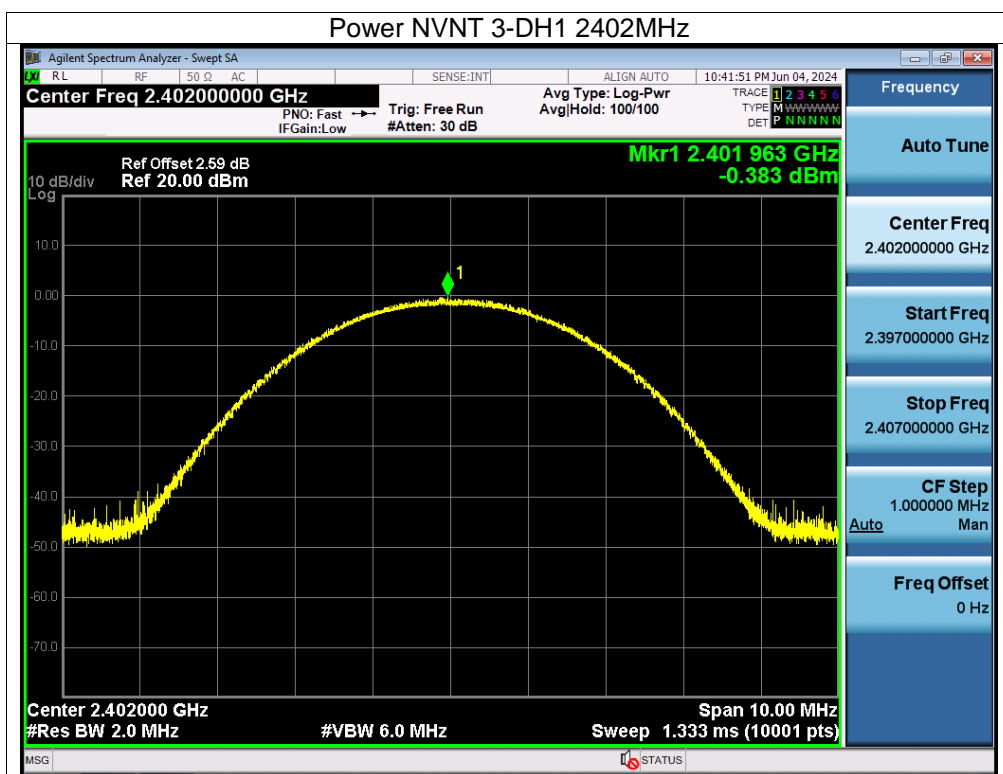 Power NVNT 3-DH1 2402MHz
Agilent Spectrum Analyzer - Swept SA
LXI RL RF 50 Ω AC SENSE:INT ALIGN AUTO 10:41:51 PM Jun 04, 2024
Center Freq 2.402000000 GHz
PNO: Fast
IFGain:Low
Trig: Free Run
#Atten: 30 dB
Avg Type: Log-Pwr
Avg|Hold: 100/100
TRACE 1 2 3 4 5 6
TYPE M W W W W W
DET P N N N N N
Mkr1 2.401 963 GHz
-0.383 dBm
Ref Offset 2.59 dB
10 dB/div Ref 20.00 dBm
Log
10.0
0.00
-10.0
-20.0
-30.0
-40.0
-50.0
-60.0
-70.0
1
Center 2.402000 GHz Span 10.00 MHz
#Res BW 2.0 MHz #VBW 6.0 MHz Sweep 1.333 ms (10001 pts)
MSG STATUS
Frequency
Auto Tune
Center Freq
2.402000000 GHz
Start Freq
2.397000000 GHz
Stop Freq
2.407000000 GHz
CF Step
1.000000 MHz
Auto Man
Freq Offset
0 Hz